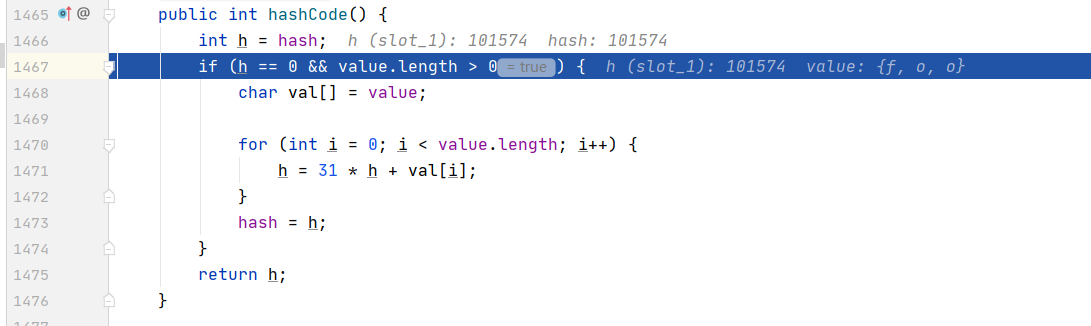 1465 @ public int hashCode() {
1466 int h = hash; h (slot_1): 101574 hash: 101574
1467 if (h == 0 && value.length > 0 = true ) { h (slot_1): 101574 value: {f, o, o}
1468 char val[] = value;
1469
1470 for (int i = 0; i < value.length; i++) {
1471 h = 31 * h + val[i];
1472 }
1473 hash = h;
1474 }
1475 return h;
1476 }